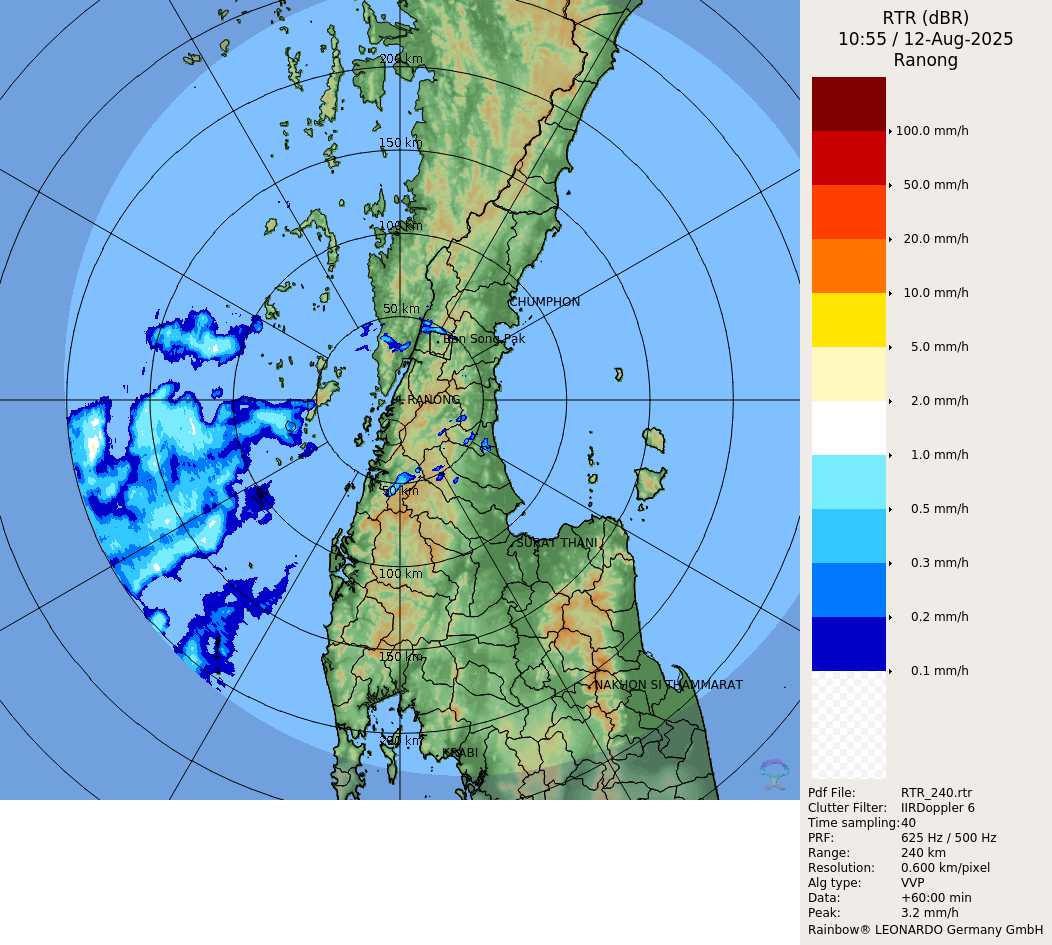 RTR (dBR)
10:55 / 12-Aug-2025
Ranong
100.0 mm/h
50.0 mm/h
20.0 mm/h
10.0 mm/h
5.0 mm/h
2.0 mm/h
1.0 mm/h
0.5 mm/h
0.3 mm/h
0.2 mm/h
0.1 mm/h
200 km
150 km
100 km
50 km
CHUMPHON
Ban Song Pak
RANONG
50 km
SURAT THANI
100 km
150 km
NAKHON SI THAMMARAT
200 km
KRABI
Pdf File: RTR_240.rtr
Clutter Filter: IIRDoppler 6
Time sampling:40
PRF: 625 Hz / 500 Hz
Range: 240 km
Resolution: 0.600 km/pixel
Alg type: VVP
Data: +60:00 min
Peak: 3.2 mm/h
Rainbow® LEONARDO Germany GmbH